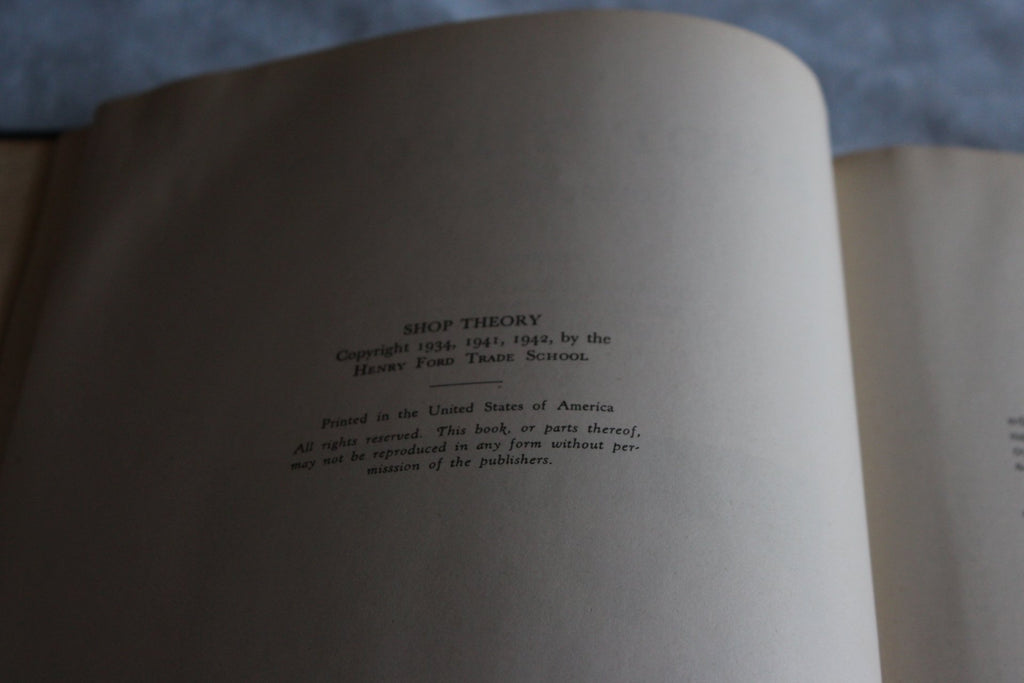 SHOP THEORY
Copyright 1934, 1941, 1942, by the
HENRY FORD TRADE SCHOOL
Printed in the United States of America
All rights reserved. This book, or parts thereof,
may not be reproduced in any form without per-
misssion of the publishers.